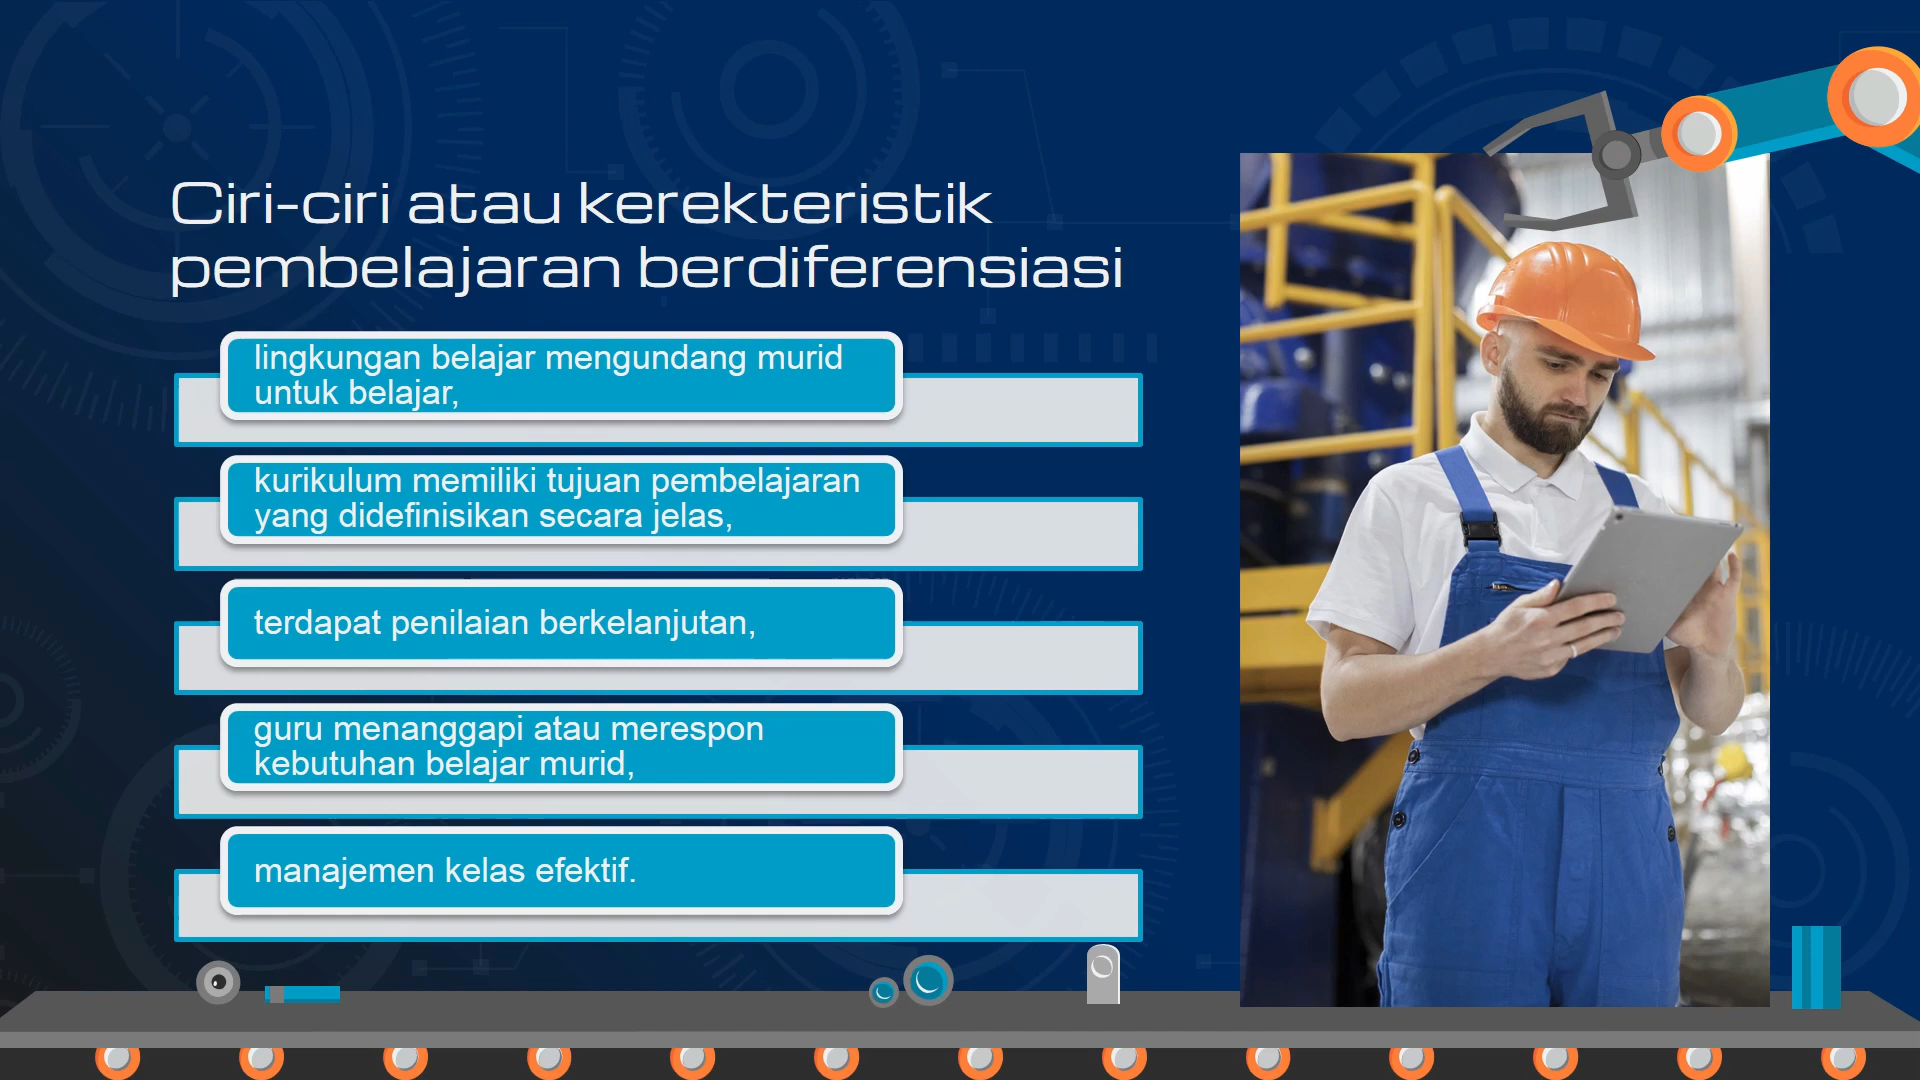 Ciri-ciri atau kerekteristik
pembelajaran berdiferensiasi
lingkungan belajar mengundang murid
untuk belajar,
kurikulum memiliki tujuan pembelajaran
yang didefinisikan secara jelas,
terdapat penilaian berkelanjutan,
guru menanggapi atau merespon
kebutuhan belajar murid,
manajemen kelas efektif.